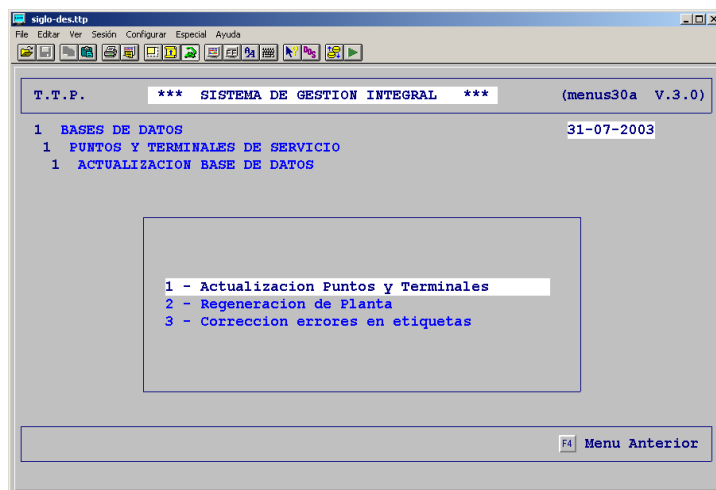 siglo-des.ttp
File Editar Ver Sesión Configurar Especial Ayuda
T.T.P. *** SISTEMA DE GESTION INTEGRAL *** (menus30a V.3.0)
1 BASES DE DATOS 31-07-2003
1 PUNTOS Y TERMINALES DE SERVICIO
1 ACTUALIZACION BASE DE DATOS
1 - Actualizacion Puntos y Terminales
2 - Regeneracion de Planta
3 - Correccion errores en etiquetas
F4 Menu Anterior